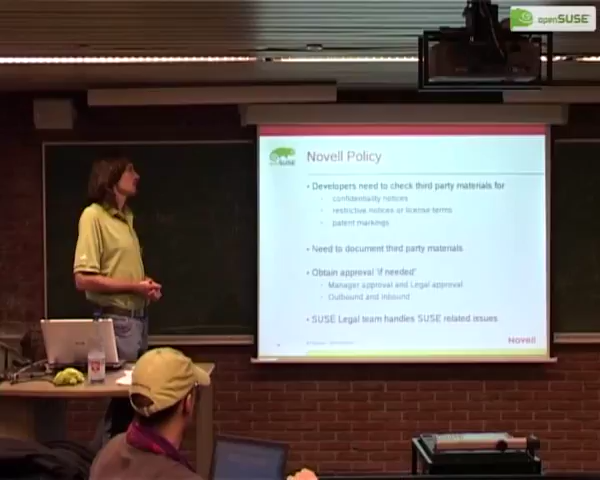 openSUSE
SUSE
Novell Policy
• Developers need to check third party materials for
- confidentiality notices
- restrictive notices or license terms
- patent markings
• Need to document third party materials
• Obtain approval 'if needed'
- Manager approval and Legal approval
- Outbound and inbound
• SUSE Legal team handles SUSE related issues
Novell